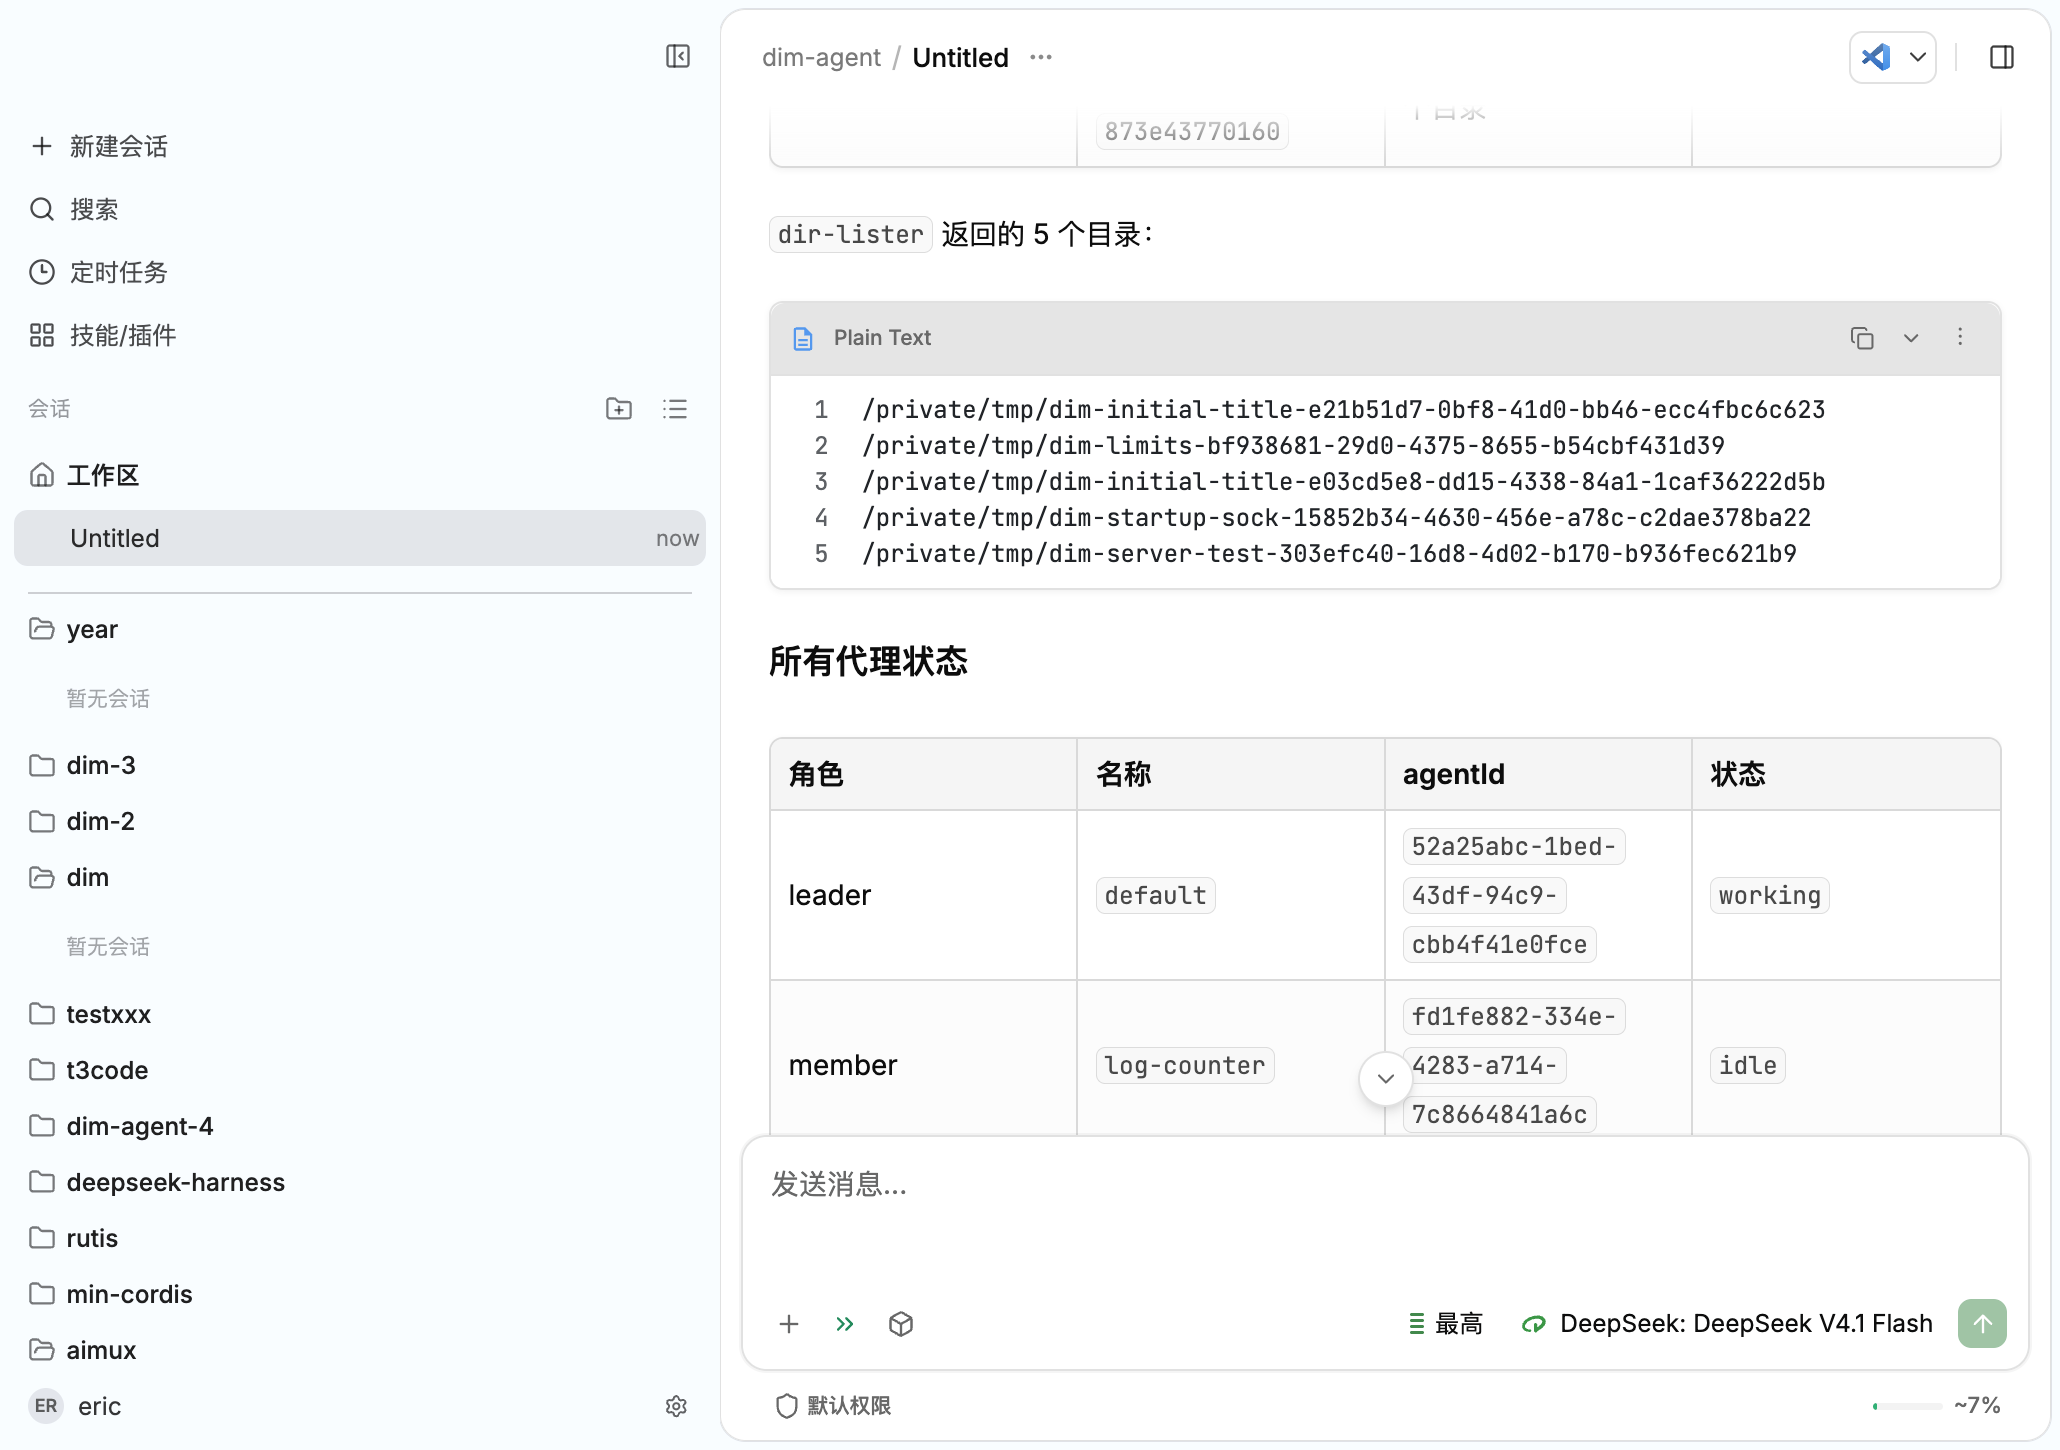 新建会话
搜索
定时任务
技能/插件
会话
工作区
Untitled now
year
暂无会话
dim-3
dim-2
dim
暂无会话
testxxx
t3code
dim-agent-4
deepseek-harness
rutis
min-cordis
aimux
ER eric
dim-agent / Untitled ···
个目录
873e43770160
dir-lister 返回的 5 个目录：
Plain Text
1 /private/tmp/dim-initial-title-e21b51d7-0bf8-41d0-bb46-ecc4fbc6c623
2 /private/tmp/dim-limits-bf938681-29d0-4375-8655-b54cbf431d39
3 /private/tmp/dim-initial-title-e03cd5e8-dd15-4338-84a1-1caf36222d5b
4 /private/tmp/dim-startup-sock-15852b34-4630-456e-a78c-c2dae378ba22
5 /private/tmp/dim-server-test-303efc40-16d8-4d02-b170-b936fec621b9
所有代理状态
角色 名称 agentId 状态
leader default 52a25abc-1bed-43df-94c9-cbb4f41e0fce working
member log-counter fd1fe882-334e-4283-a714-7c8664841a6c idle
发送消息...
最高 DeepSeek: DeepSeek V4.1 Flash
默认权限 ~7%